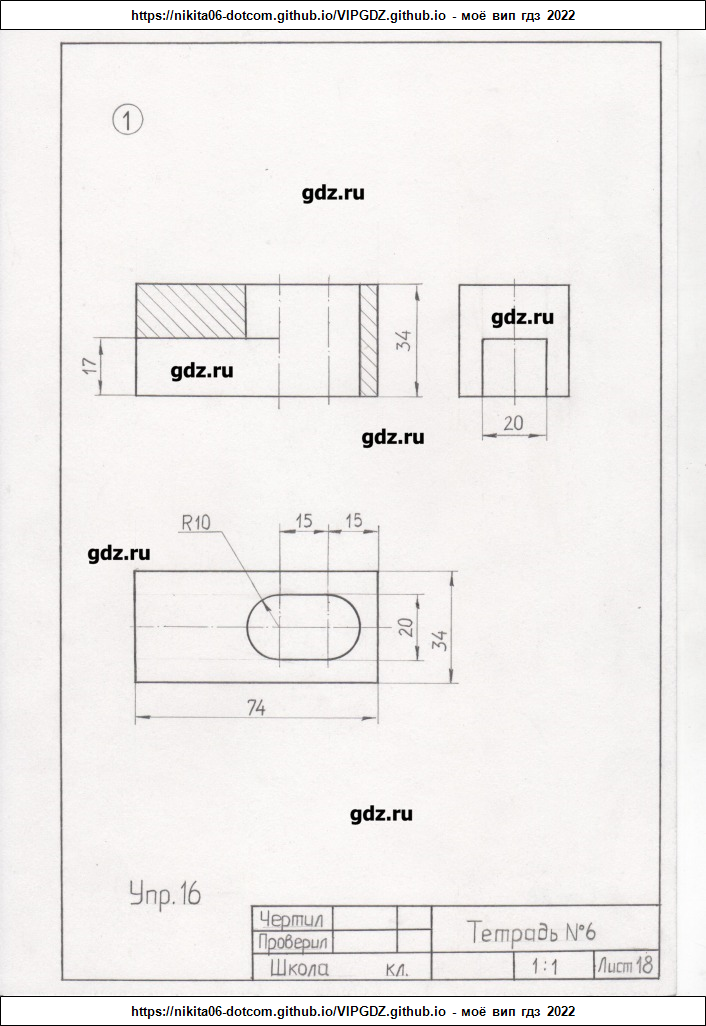 https://nikita06-dotcom.github.io/VIPGDZ.github.io - моё вип гдз 2022
1
gdz.ru
gdz.ru
17
gdz.ru
34
20
gdz.ru
R10
15
15
gdz.ru
20
34
74
gdz.ru
Упр.16
Чертил
Проверил
Школа кл.
Тетрадь №6
1:1
Лист 18
https://nikita06-dotcom.github.io/VIPGDZ.github.io - моё вип гдз 2022